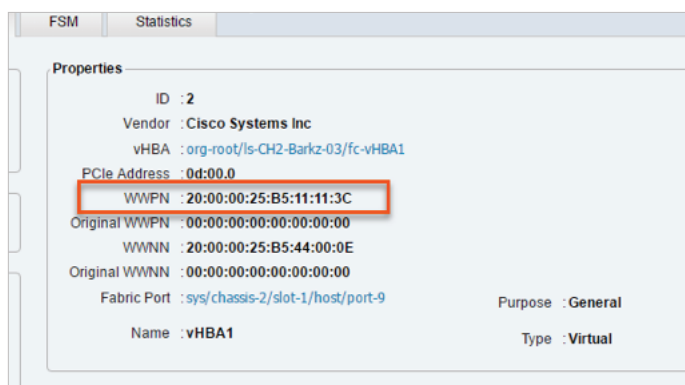 FSM Statistics
Properties
ID : 2
Vendor : Cisco Systems Inc
vHBA : org-root/ls-CH2-Barkz-03/fc-vHBA1
PCIe Address : 0d:00.0
WWPN : 20:00:00:25:B5:11:11:3C
Original WWPN : 00:00:00:00:00:00:00:00
WWNN : 20:00:00:25:B5:44:00:0E
Original WWNN : 00:00:00:00:00:00:00:00
Fabric Port : sys/chassis-2/slot-1/host/port-9 Purpose : General
Name : vHBA1 Type : Virtual